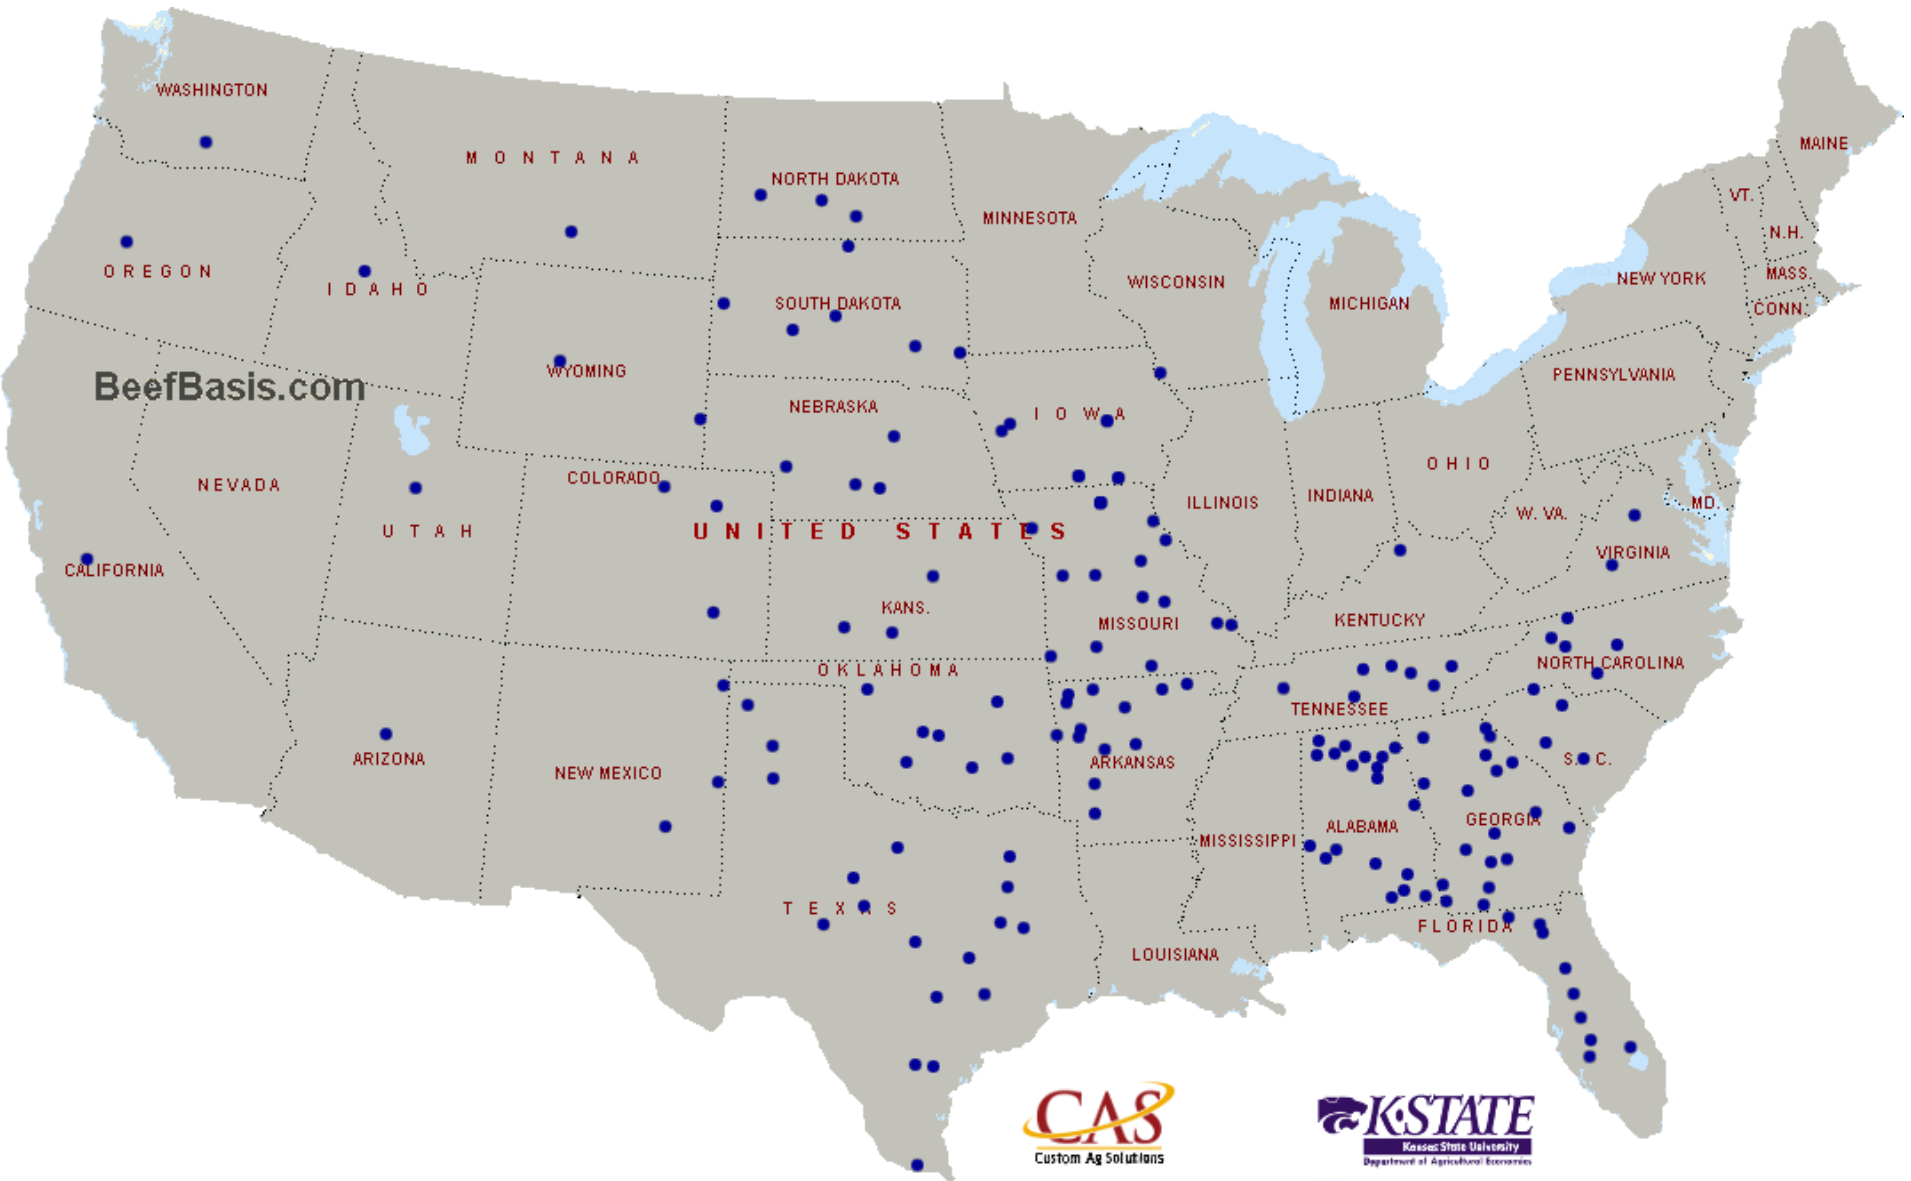 WASHINGTON
MAINE
M O N T A N A
NORTH DAKOTA
VT.
MINNESOTA
N.H.
OREGON
IDAHO
WISCONSIN
NEW YORK
MASS.
SOUTH DAKOTA
MICHIGAN
CONN.
WYOMING
PENNSYLVANIA
BeefBasis.com
NEBRASKA
I O W A
OHIO
NEVADA
COLORADO
ILLINOIS
INDIANA
MD.
W. VA.
U T A H
UNITED STATES
VIRGINIA
CALIFORNIA
KANS.
MISSOURI
KENTUCKY
OKLAHOMA
NORTH CAROLINA
TENNESSEE
ARIZONA
NEW MEXICO
ARKANSAS
S. C.
MISSISSIPPI
ALABAMA
GEORGIA
T E X A S
FLORIDA
LOUISIANA
CAS
Custom Ag Solutions
K-STATE
Kansas State University
Department of Agricultural Economics